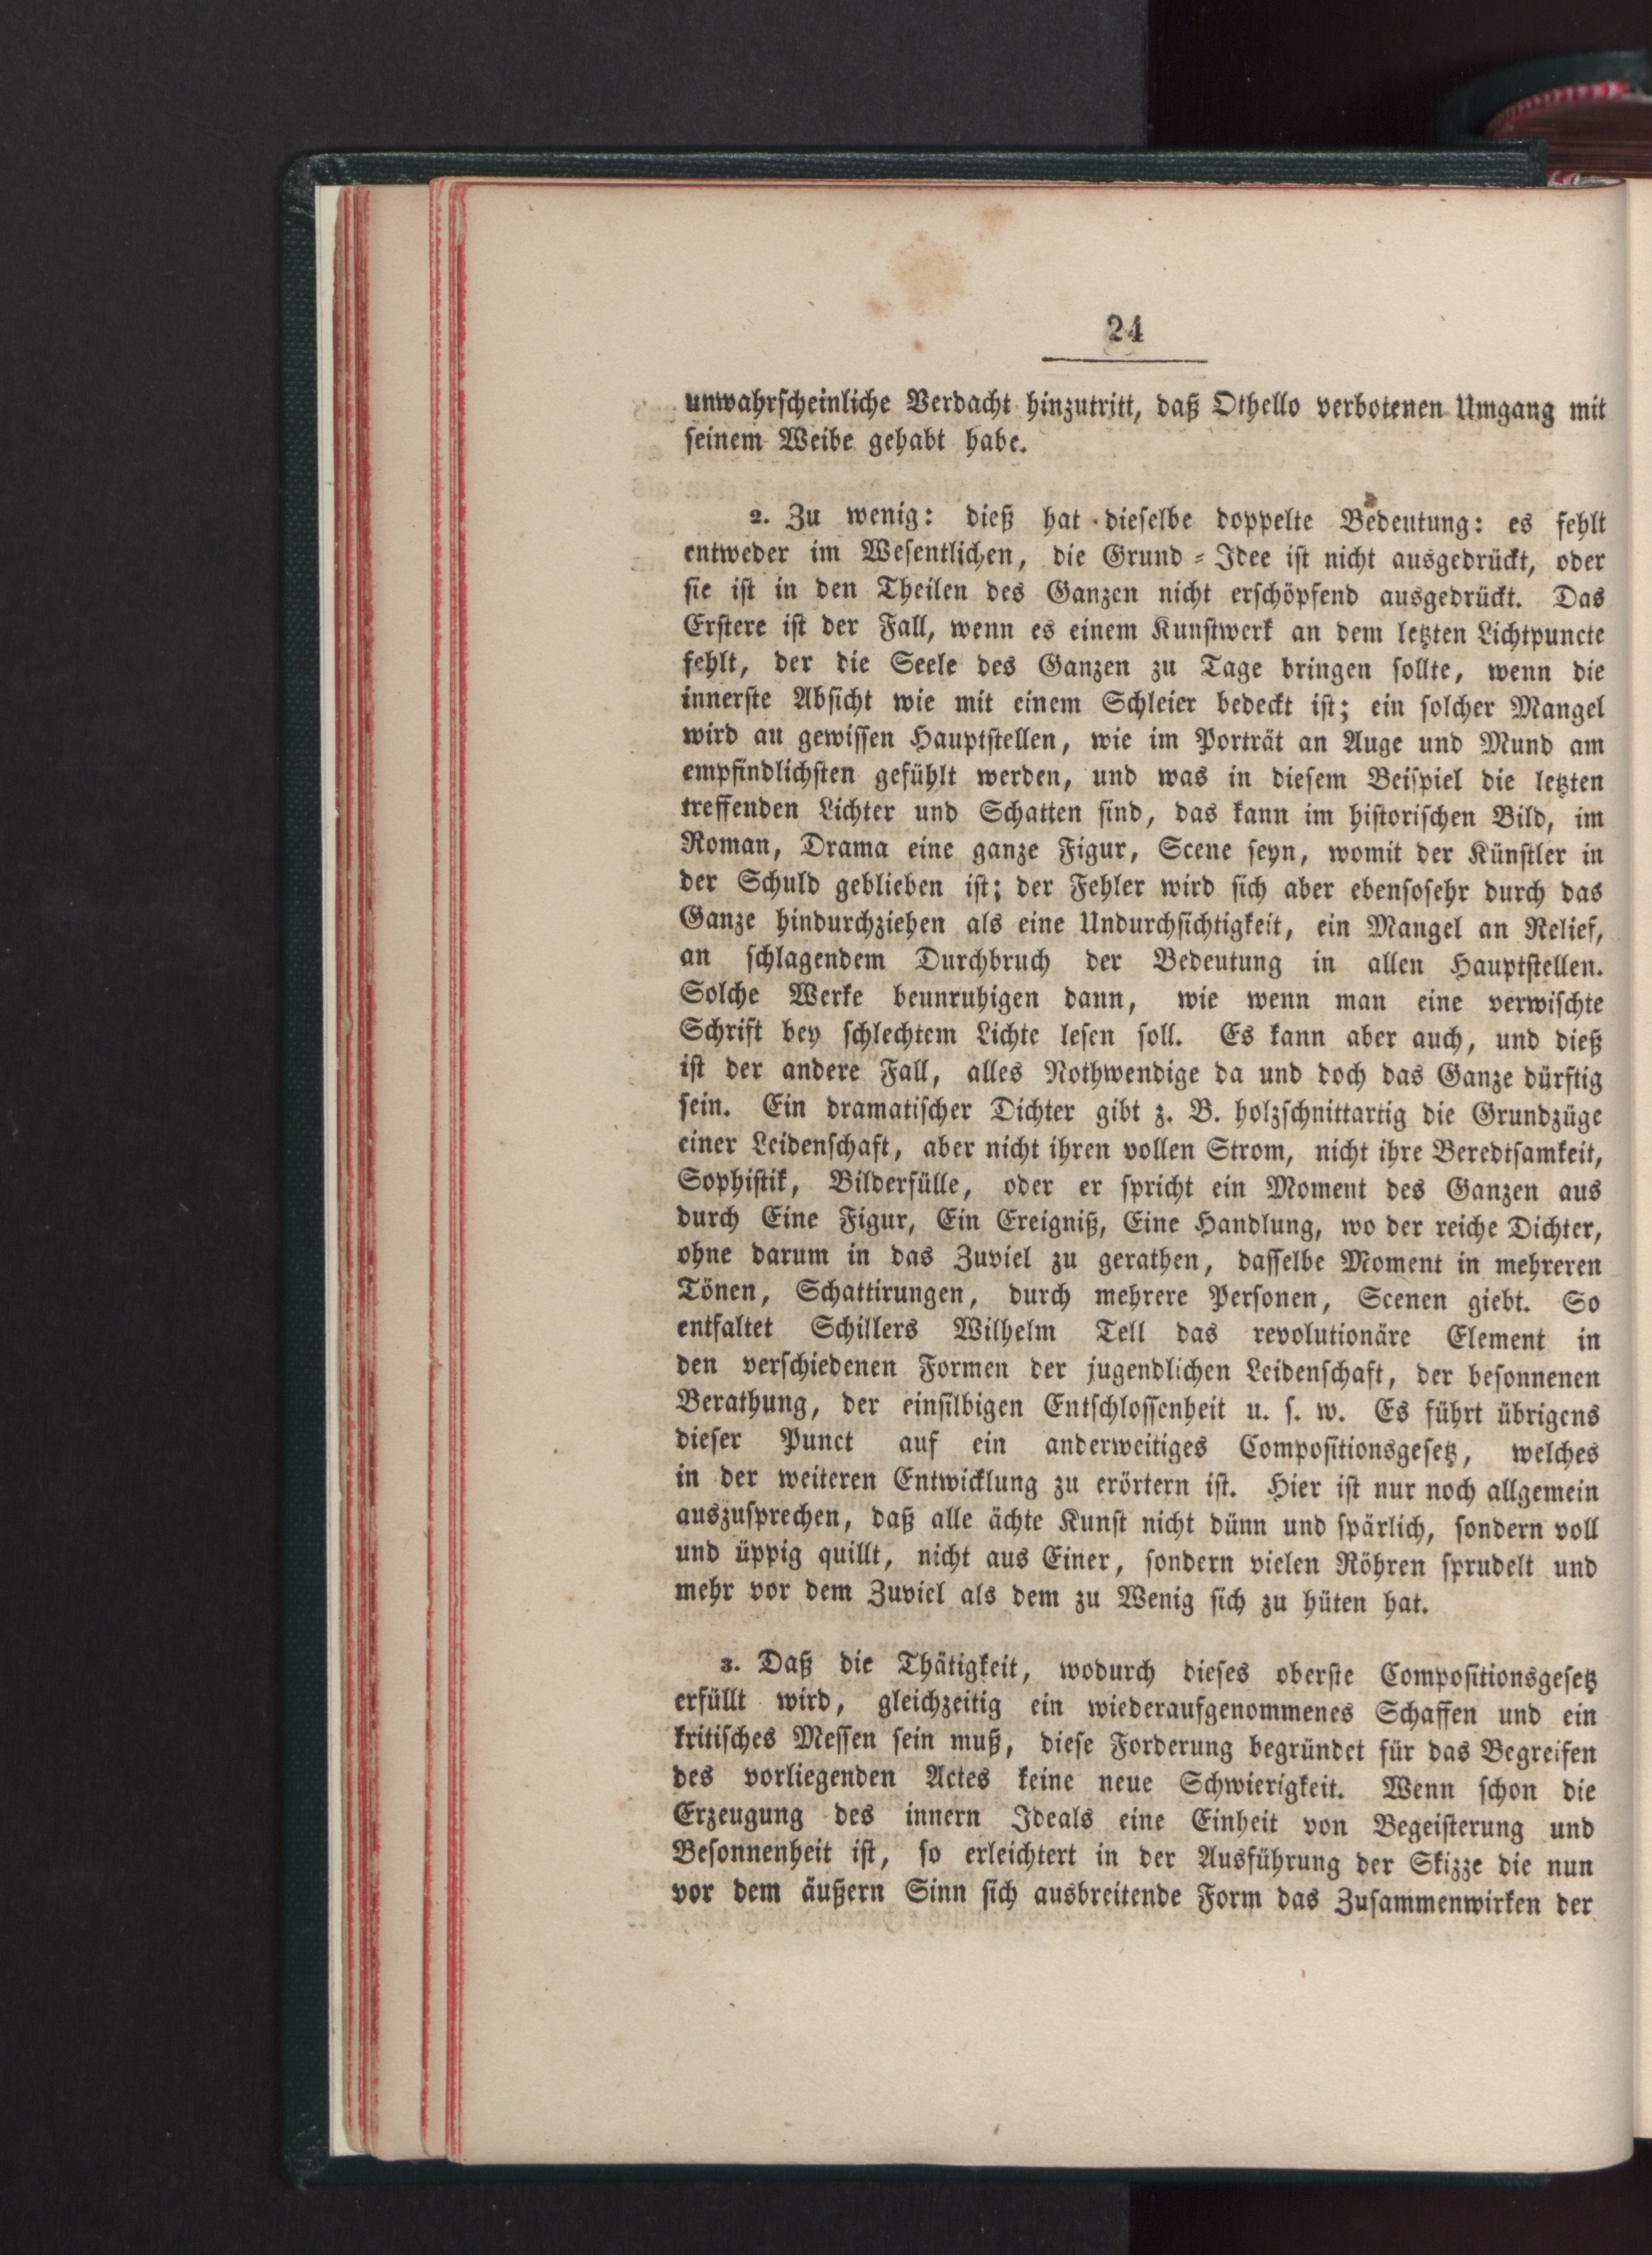 24
unwahrscheinliche Verdacht hinzutritt, daß Othello verbotenen Umgang mit
seinem Weibe gehabt habe.
2. Zu wenig: dieß hat dieselbe doppelte Bedeutung: es fehlt
entweder im Wesentlichen, die Grund-Idee ist nicht ausgedrückt, oder
sie ist in den Theilen des Ganzen nicht erschöpfend ausgedrückt. Das
Erstere ist der Fall, wenn es einem Kunstwerk an dem letzten Lichtpuncte
fehlt, der die Seele des Ganzen zu Tage bringen sollte, wenn die
innerste Absicht wie mit einem Schleier bedeckt ist; ein solcher Mangel
wird an gewissen Hauptstellen, wie im Porträt an Auge und Mund am
empfindlichsten gefühlt werden, und was in diesem Beispiel die letzten
treffenden Lichter und Schatten sind, das kann im historischen Bild, im
Roman, Drama eine ganze Figur, Scene seyn, womit der Künstler in
der Schuld geblieben ist; der Fehler wird sich aber ebensosehr durch das
Ganze hindurchziehen als eine Undurchsichtigkeit, ein Mangel an Relief,
an schlagendem Durchbruch der Bedeutung in allen Hauptstellen.
Solche Werke beunruhigen dann, wie wenn man eine verwischte
Schrift bey schlechtem Lichte lesen soll. Es kann aber auch, und dieß
ist der andere Fall, alles Nothwendige da und doch das Ganze dürftig
sein. Ein dramatischer Dichter gibt z. B. holzschnittartig die Grundzüge
einer Leidenschaft, aber nicht ihren vollen Strom, nicht ihre Beredtsamkeit,
Sophistik, Bilderfülle, oder er spricht ein Moment des Ganzen aus
durch Eine Figur, Ein Ereigniß, Eine Handlung, wo der reiche Dichter,
ohne darum in das Zuviel zu gerathen, dasselbe Moment in mehreren
Tönen, Schattirungen, durch mehrere Personen, Scenen giebt. So
entfaltet Schillers Wilhelm Tell das revolutionäre Element in
den verschiedenen Formen der jugendlichen Leidenschaft, der besonnenen
Berathung, der einsilbigen Entschlossenheit u. s. w. Es führt übrigens
dieser Punct auf ein anderweitiges Compositionsgesetz, welches
in der weiteren Entwicklung zu erörtern ist. Hier ist nur noch allgemein
auszusprechen, daß alle ächte Kunst nicht dünn und spärlich, sondern voll
und üppig quillt, nicht aus Einer, sondern vielen Röhren sprudelt und
mehr vor dem Zuviel als dem zu Wenig sich zu hüten hat.
3. Daß die Thätigkeit, wodurch dieses oberste Compositionsgesetz
erfüllt wird, gleichzeitig ein wiederaufgenommenes Schaffen und ein
kritisches Messen sein muß, diese Forderung begründet für das Begreifen
des vorliegenden Actes keine neue Schwierigkeit. Wenn schon die
Erzeugung des innern Ideals eine Einheit von Begeisterung und
Besonnenheit ist, so erleichtert in der Ausführung der Skizze die nun
vor dem äußern Sinn sich ausbreitende Form das Zusammenwirken der